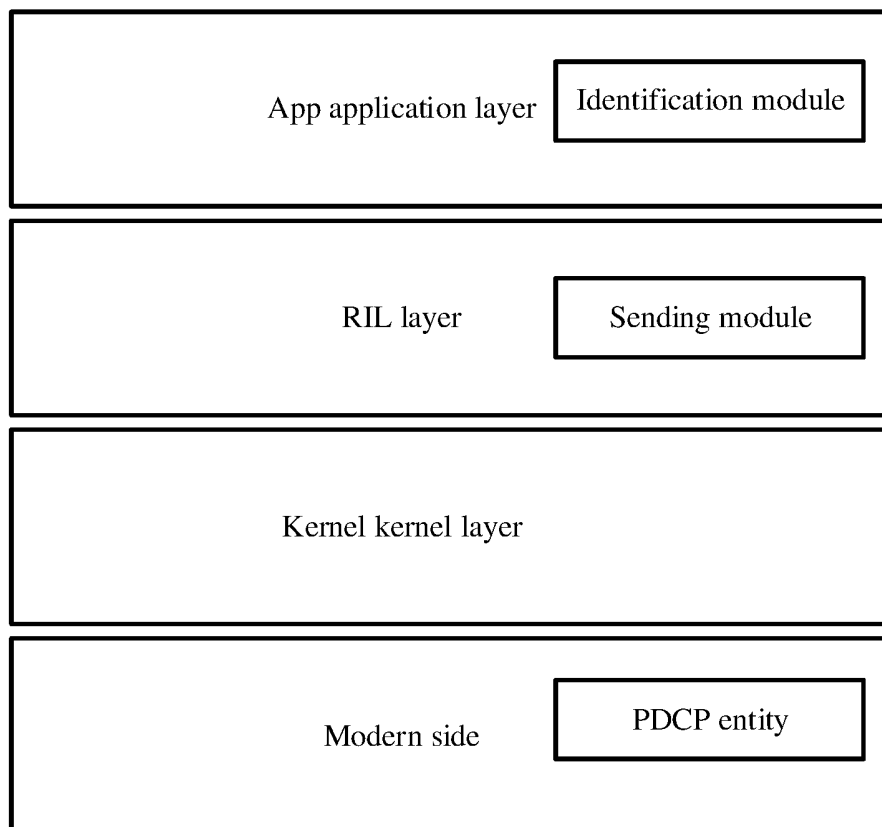 App application layer
Identification module
RIL layer
Sending module
Kernel kernel layer
Modern side
PDCP entity